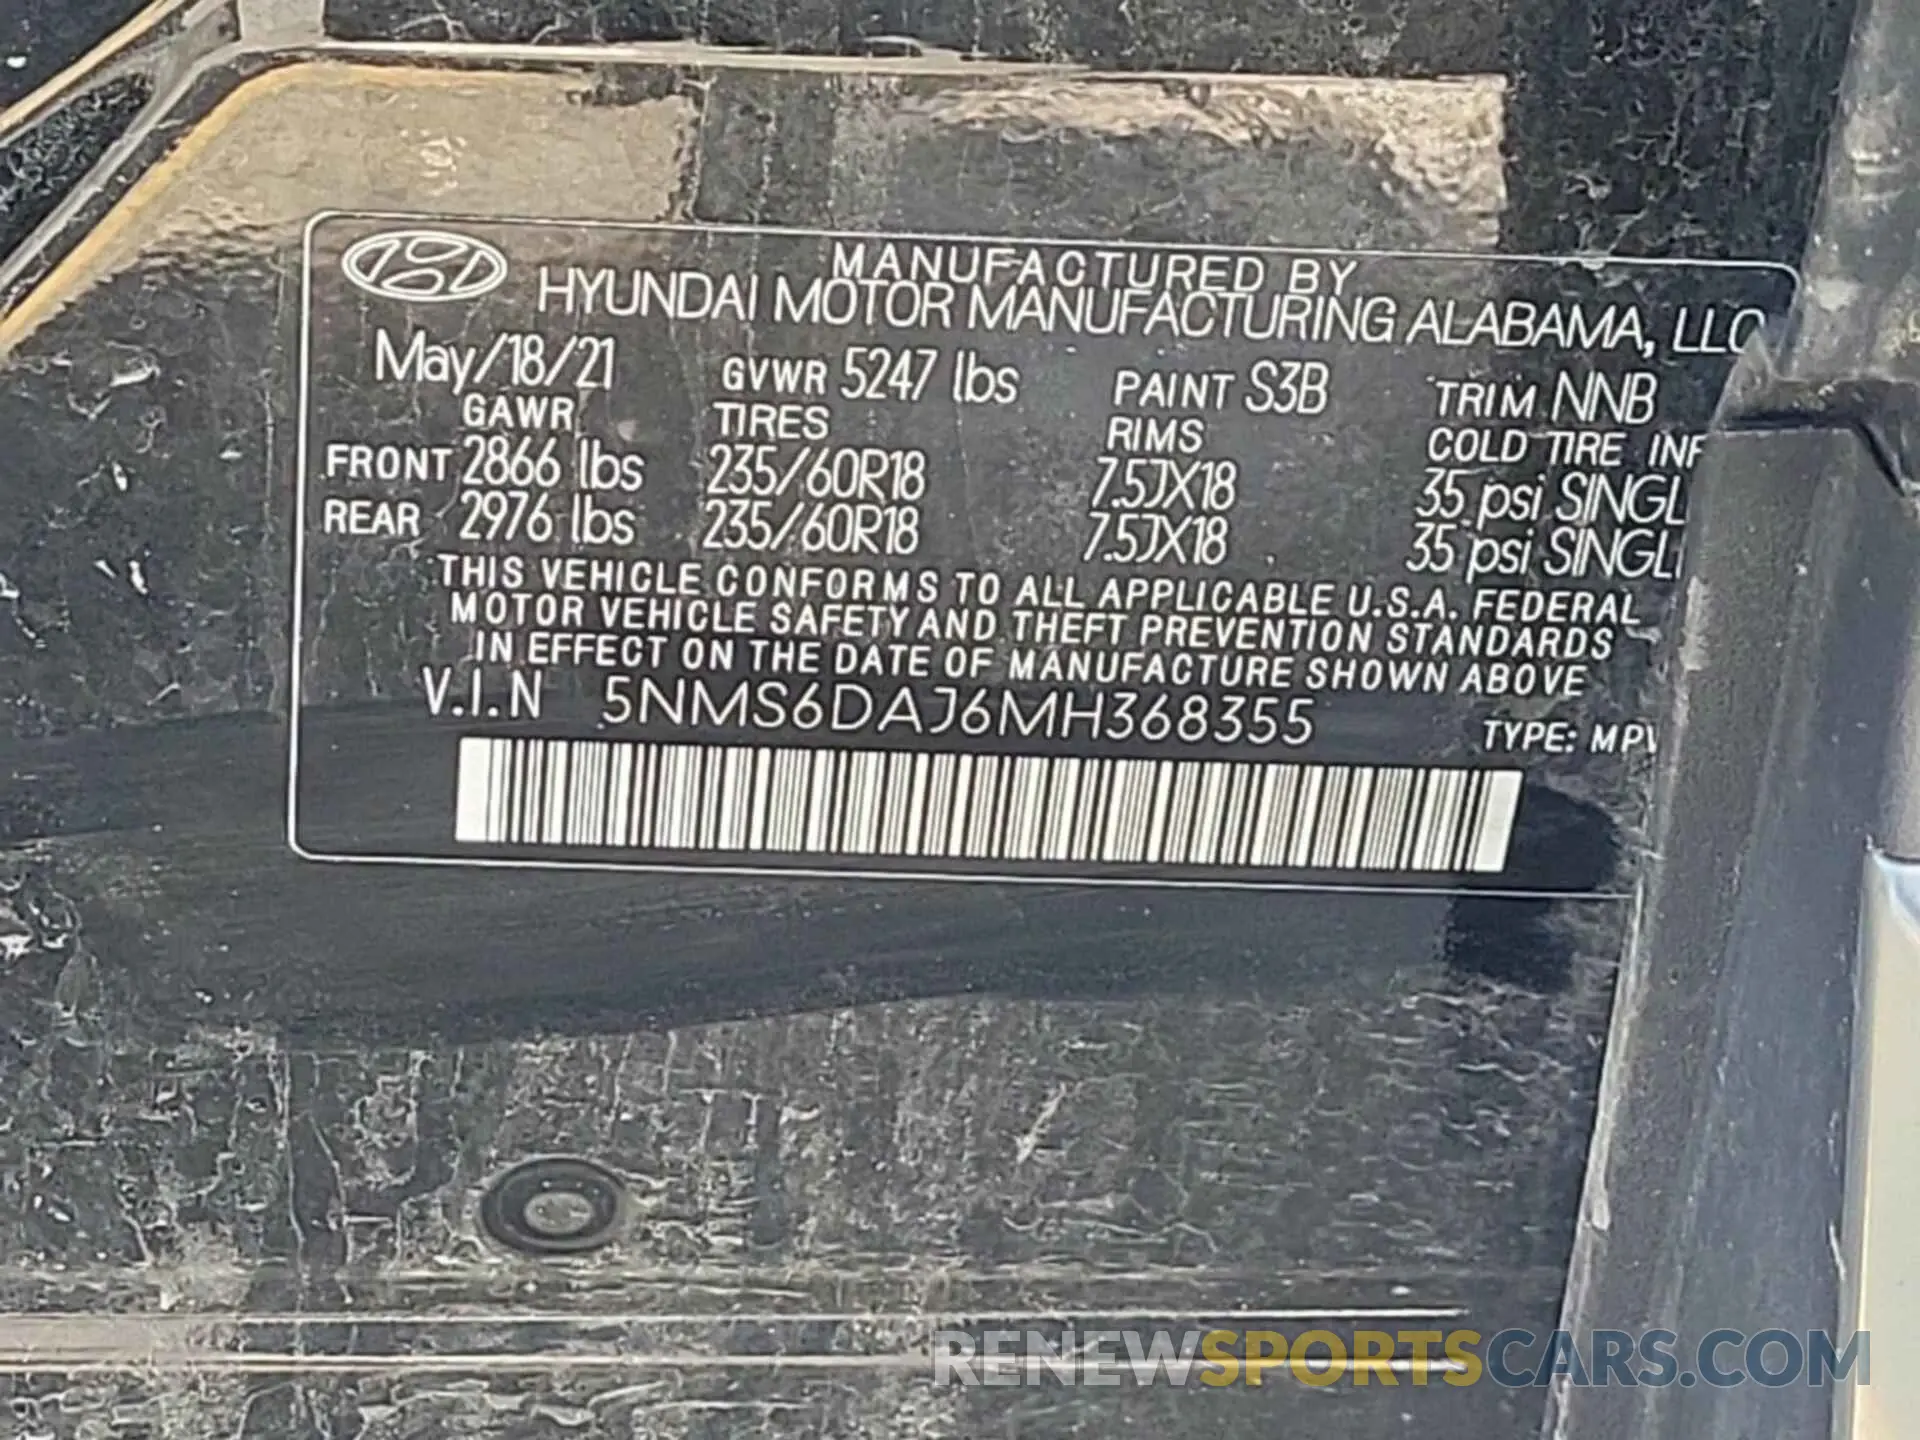 MANUFACTURED BY
HYUNDAI MOTOR MANUFACTURING ALABAMA, LLC
May/18/21 GVWR 5247 lbs PAINT S3B TRIM NNB
GAWR TIRES RIMS COLD TIRE INF
FRONT 2866 lbs 235/60R18 7.5JX18 35 psi SINGL
REAR 2976 lbs 235/60R18 7.5JX18 35 psi SINGL
THIS VEHICLE CONFORMS TO ALL APPLICABLE U.S.A. FEDERAL
MOTOR VEHICLE SAFETY AND THEFT PREVENTION STANDARDS
IN EFFECT ON THE DATE OF MANUFACTURE SHOWN ABOVE
V.I.N 5NMS6DAJ6MH368355
TYPE: MPV
RENEWSPORTSCARS.COM